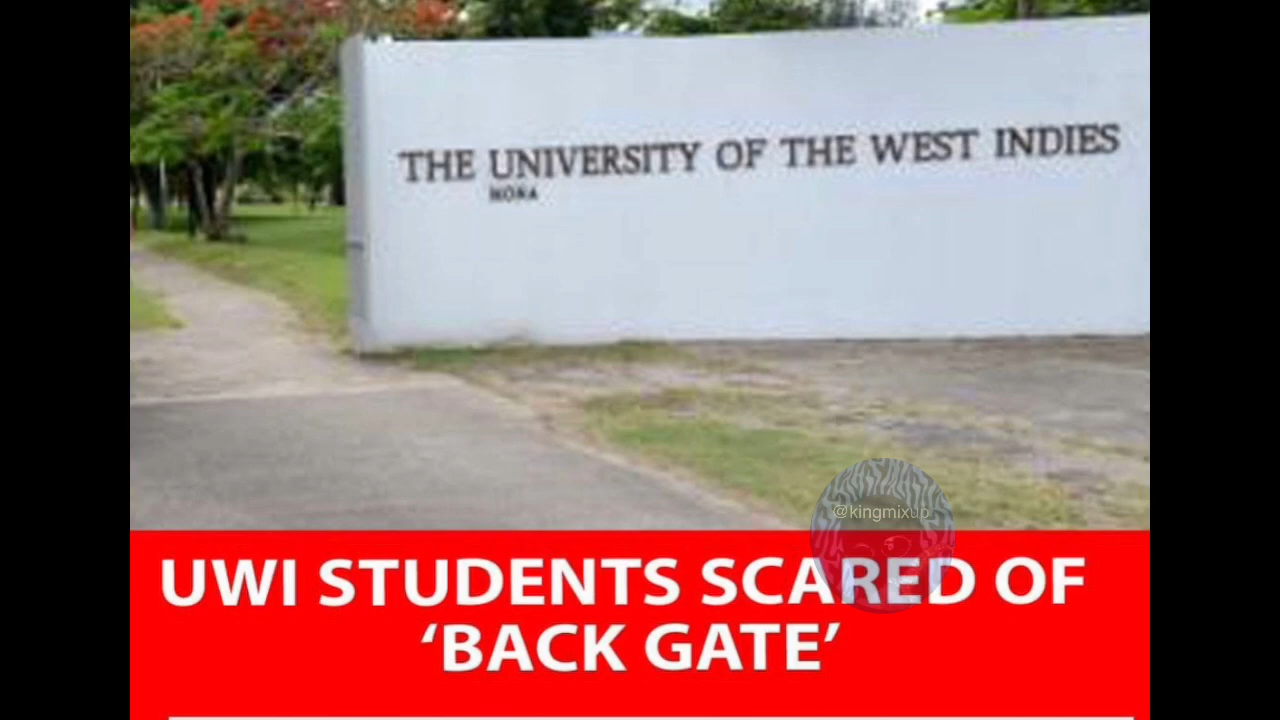 THE UNIVERSITY OF THE WEST INDIES
MONA
@kingmixup
UWI STUDENTS SCARED OF
‘BACK GATE’